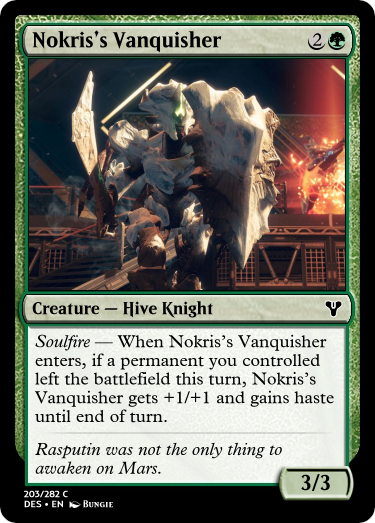 Nokris's Vanquisher 2
Creature — Hive Knight
Soulfire — When Nokris's Vanquisher
enters, if a permanent you controlled
left the battlefield this turn, Nokris's
Vanquisher gets +1/+1 and gains haste
until end of turn.
Rasputin was not the only thing to
awaken on Mars.
3/3
203/282 C
DES • EN Bungie